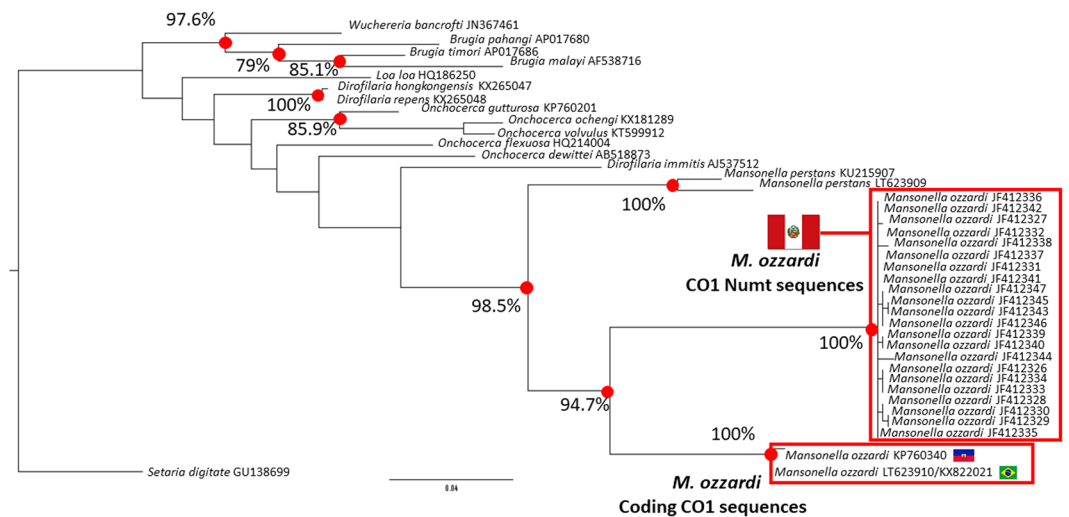 97.6%
Wuchereria bancrofti JN367461
Brugia pahangi AP017680
Brugia timori AP017686
79%
Brugia malayi AF538716
85.1%
Loa loa HQ186250
Dirofilaria hongkongensis KX265047
100%
Dirofilaria repens KX265048
Onchocerca gutturosa KP760201
Onchocerca ochengi KX181289
85.9%
Onchocerca volvulus KT599912
Onchocerca flexuosa HQ214004
Onchocerca dewittei AB518873
Dirofilaria immitis AJ537512
Mansonella perstans KU215907
Mansonella perstans LT623909
100%
Mansonella ozzardi JF412336
Mansonella ozzardi JF412342
Mansonella ozzardi JF412327
Mansonella ozzardi JF412332
Mansonella ozzardi JF412338
Mansonella ozzardi JF412337
Mansonella ozzardi JF412331
Mansonella ozzardi JF412341
Mansonella ozzardi JF412347
Mansonella ozzardi JF412345
Mansonella ozzardi JF412343
Mansonella ozzardi JF412346
Mansonella ozzardi JF412339
Mansonella ozzardi JF412340
Mansonella ozzardi JF412344
Mansonella ozzardi JF412326
Mansonella ozzardi JF412334
Mansonella ozzardi JF412333
Mansonella ozzardi JF412328
Mansonella ozzardi JF412330
Mansonella ozzardi JF412329
Mansonella ozzardi JF412335
M. ozzardi
CO1 Numt sequences
98.5%
100%
94.7%
100%
Mansonella ozzardi KP760340
Mansonella ozzardi LT623910/KX822021
M. ozzardi
Coding CO1 sequences
Setaria digitate GU138699
0.04